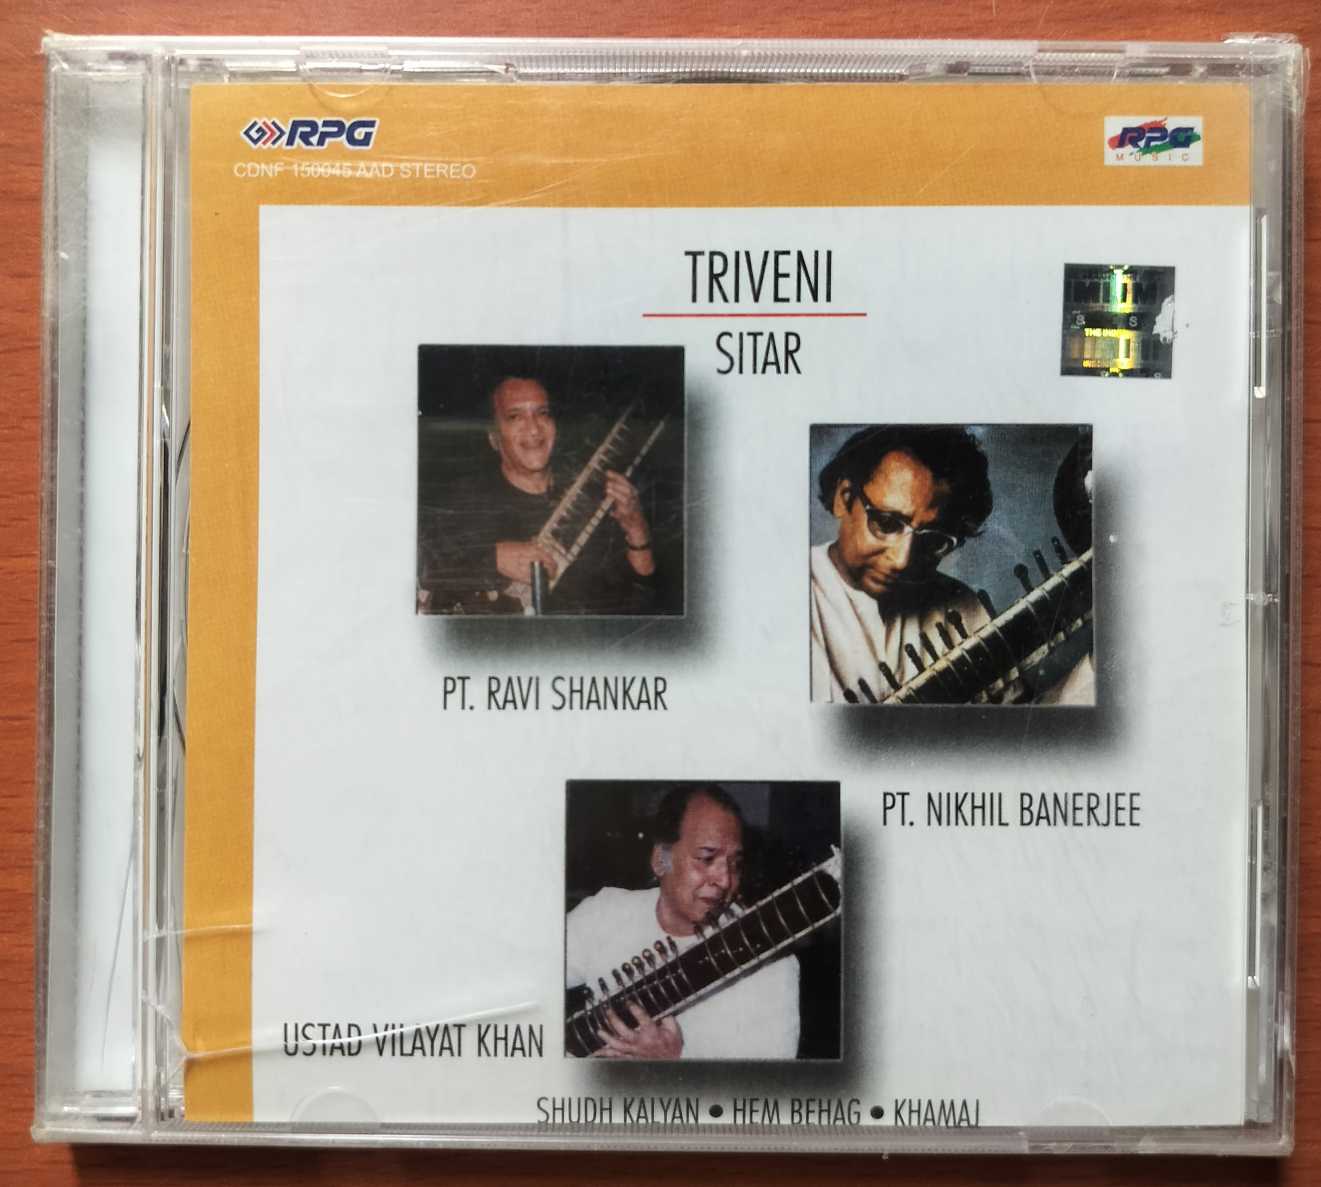 RPG
CDNF 150045 AAD STEREO
RPG
MUSIC
TRIVENI
SITAR
PT. RAVI SHANKAR
PT. NIKHIL BANERJEE
USTAD VILAYAT KHAN
SHUDH KALYAN • HEM BEHAG • KHAMAJ